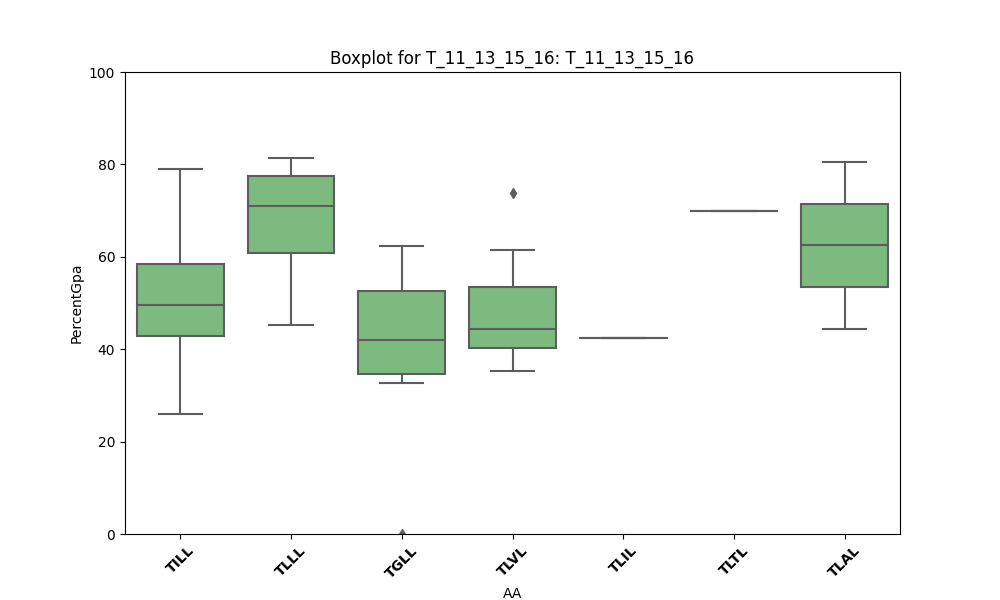 Boxplot for T_11_13_15_16: T_11_13_15_16
100
80
60
40
20
0
PercentGpa
TILL
TLLL
TGLL
TLVL
TLIL
TLTL
TLAL
AA